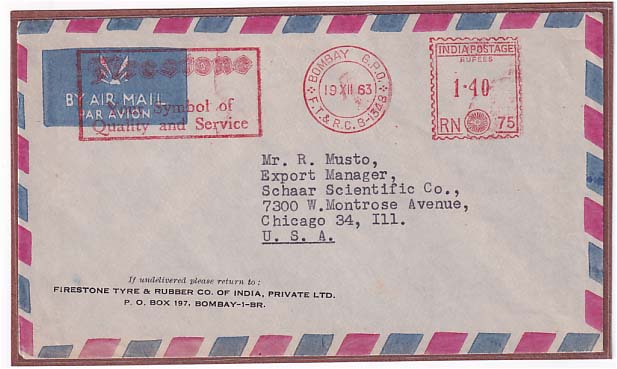 Firestone
BY AIR MAIL
PAR AVION
Symbol of
Quality and Service
BOMBAY G.P.O.
19 XII 63
F.T. & R.C. B-1348
INDIA POSTAGE
RUPEES
1·40
RN 75
Mr. R. Musto,
Export Manager,
Schaar Scientific Co.,
7300 W.Montrose Avenue,
Chicago 34, Ill.
U. S. A.
If undelivered please return to :
FIRESTONE TYRE & RUBBER CO. OF INDIA, PRIVATE LTD.
P. O. BOX 197, BOMBAY-1-BR.